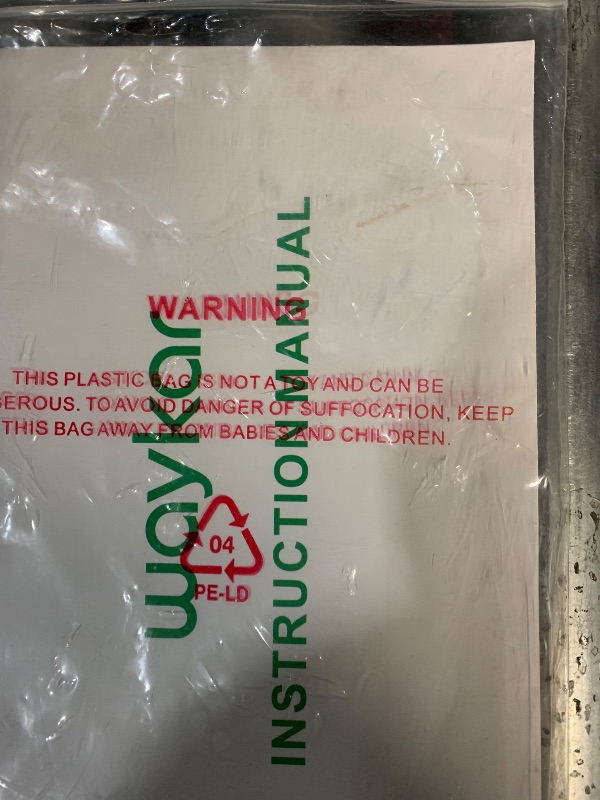 WARNING
THIS PLASTIC BAG IS NOT A TOY AND CAN BE
GEROUS. TO AVOID DANGER OF SUFFOCATION, KEEP
THIS BAG AWAY FROM BABIES AND CHILDREN.
04
PE-LD
waykar
INSTRUCTION MANUAL